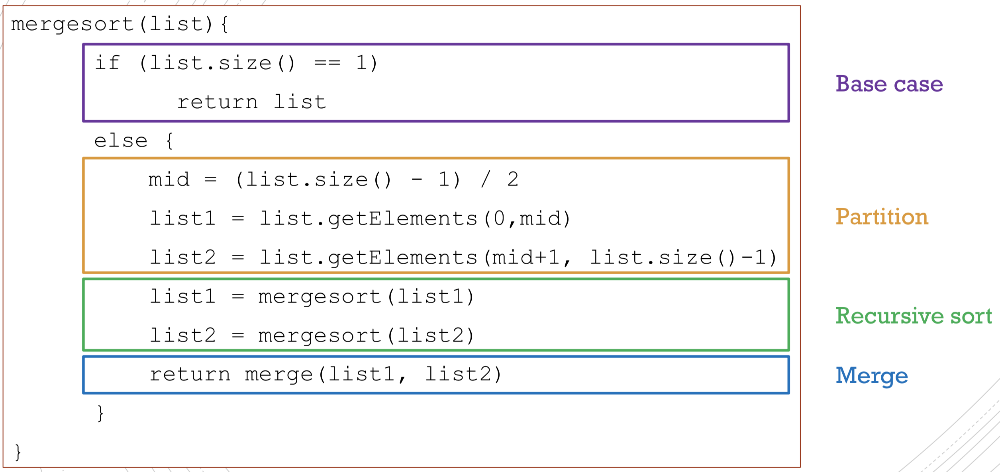 mergesort(list){
if (list.size() == 1)
return list
Base case
else {
mid = (list.size() - 1) / 2
list1 = list.getElements(0,mid)
list2 = list.getElements(mid+1, list.size()-1)
Partition
list1 = mergesort(list1)
list2 = mergesort(list2)
Recursive sort
return merge(list1, list2)
Merge
}
}